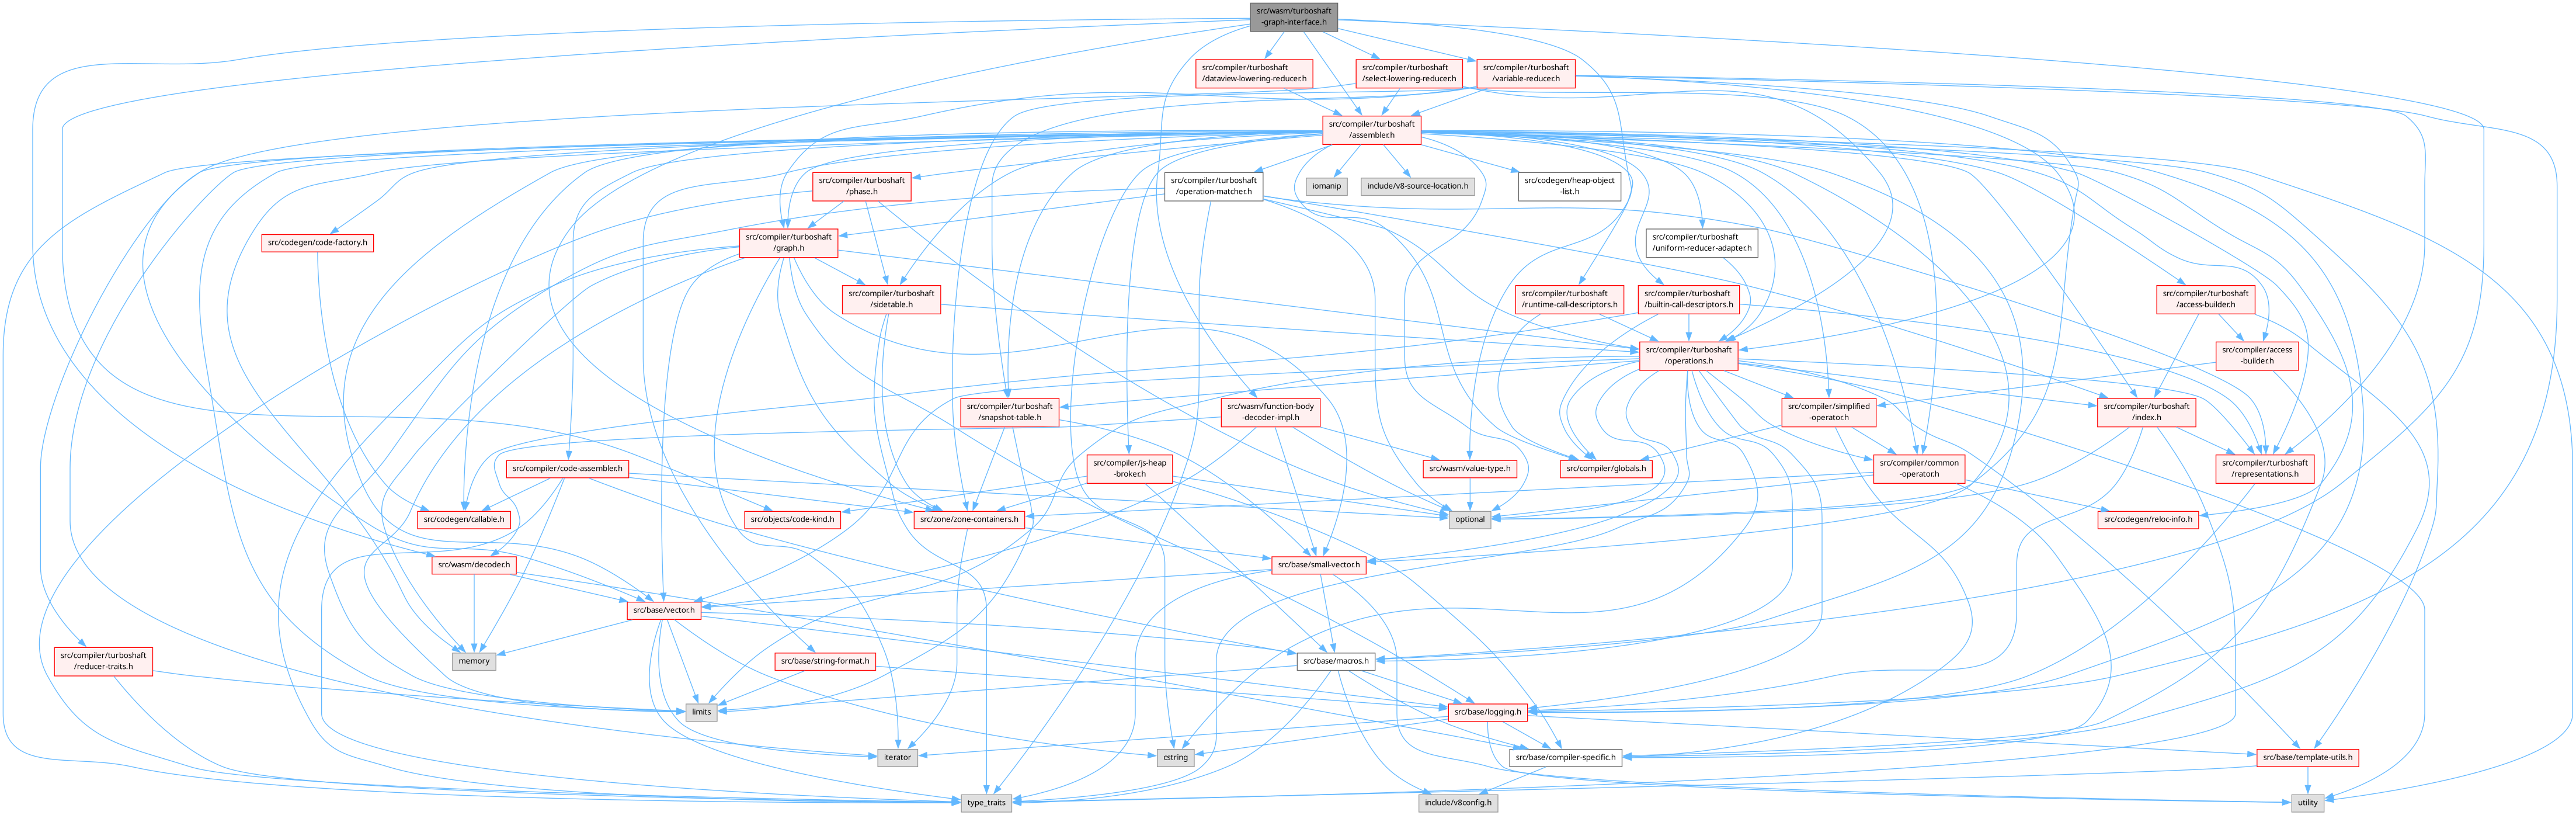 src/wasm/turboshaft
-graph-interface.h
src/compiler/turboshaft
/dataview-lowering-reducer.h
src/compiler/turboshaft
/select-lowering-reducer.h
src/compiler/turboshaft
/variable-reducer.h
src/compiler/turboshaft
/assembler.h
src/compiler/turboshaft
/phase.h
src/compiler/turboshaft
/operation-matcher.h
iomanip
include/v8-source-location.h
src/codegen/heap-object
-list.h
src/codegen/code-factory.h
src/compiler/turboshaft
/graph.h
src/compiler/turboshaft
/uniform-reducer-adapter.h
src/compiler/turboshaft
/sidetable.h
src/compiler/turboshaft
/runtime-call-descriptors.h
src/compiler/turboshaft
/builtin-call-descriptors.h
src/compiler/turboshaft
/access-builder.h
src/compiler/turboshaft
/operations.h
src/compiler/access
-builder.h
src/compiler/turboshaft
/snapshot-table.h
src/wasm/function-body
-decoder-impl.h
src/compiler/simplified
-operator.h
src/compiler/turboshaft
/index.h
src/compiler/code-assembler.h
src/compiler/js-heap
-broker.h
src/wasm/value-type.h
src/compiler/globals.h
src/compiler/common
-operator.h
src/compiler/turboshaft
/representations.h
src/codegen/callable.h
src/objects/code-kind.h
src/zone/zone-containers.h
optional
src/codegen/reloc-info.h
src/wasm/decoder.h
src/base/small-vector.h
src/base/vector.h
src/compiler/turboshaft
/reducer-traits.h
memory
src/base/string-format.h
src/base/macros.h
limits
src/base/logging.h
iterator
cstring
src/base/compiler-specific.h
src/base/template-utils.h
type_traits
include/v8config.h
utility